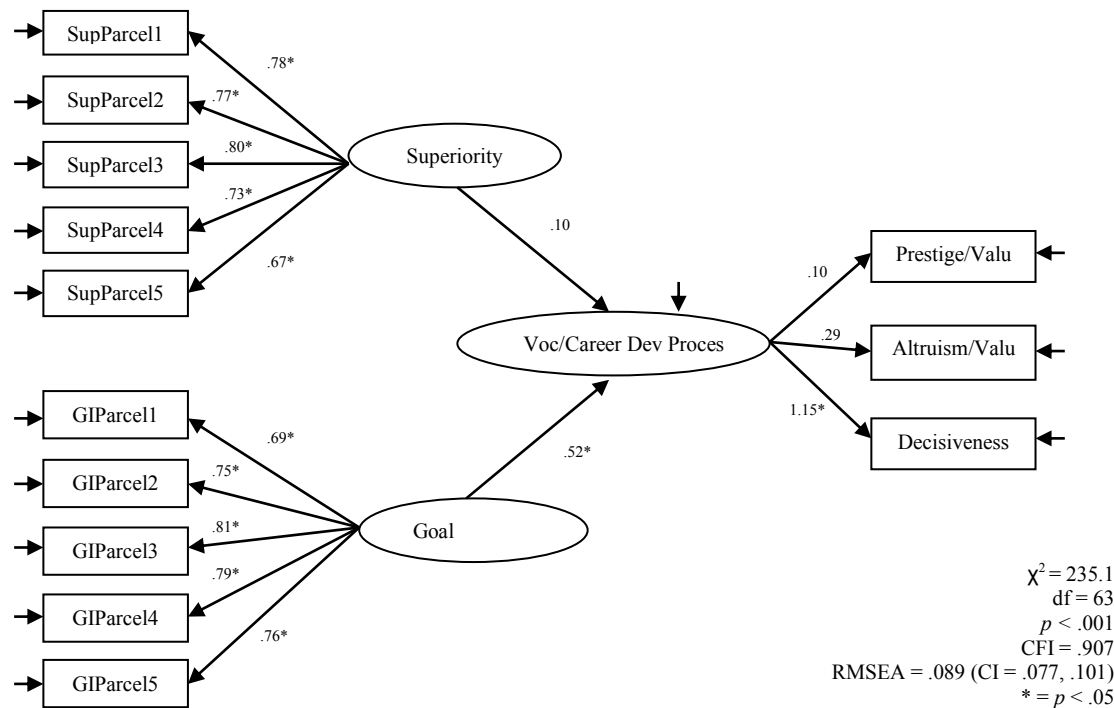 SupParcel1
.78*
SupParcel2
.77*
SupParcel3
.80*
SupParcel4
.73*
SupParcel5
.67*
Superiority
.10
Voc/Career Dev Proces
.10
Prestige/Valu
.29
Altruism/Valu
1.15*
Decisiveness
GIParcel1
.69*
GIParcel2
.75*
GIParcel3
.81*
GIParcel4
.79*
GIParcel5
.76*
Goal
.52*
χ² = 235.1
df = 63
p < .001
CFI = .907
RMSEA = .089 (CI = .077, .101)
* = p < .05